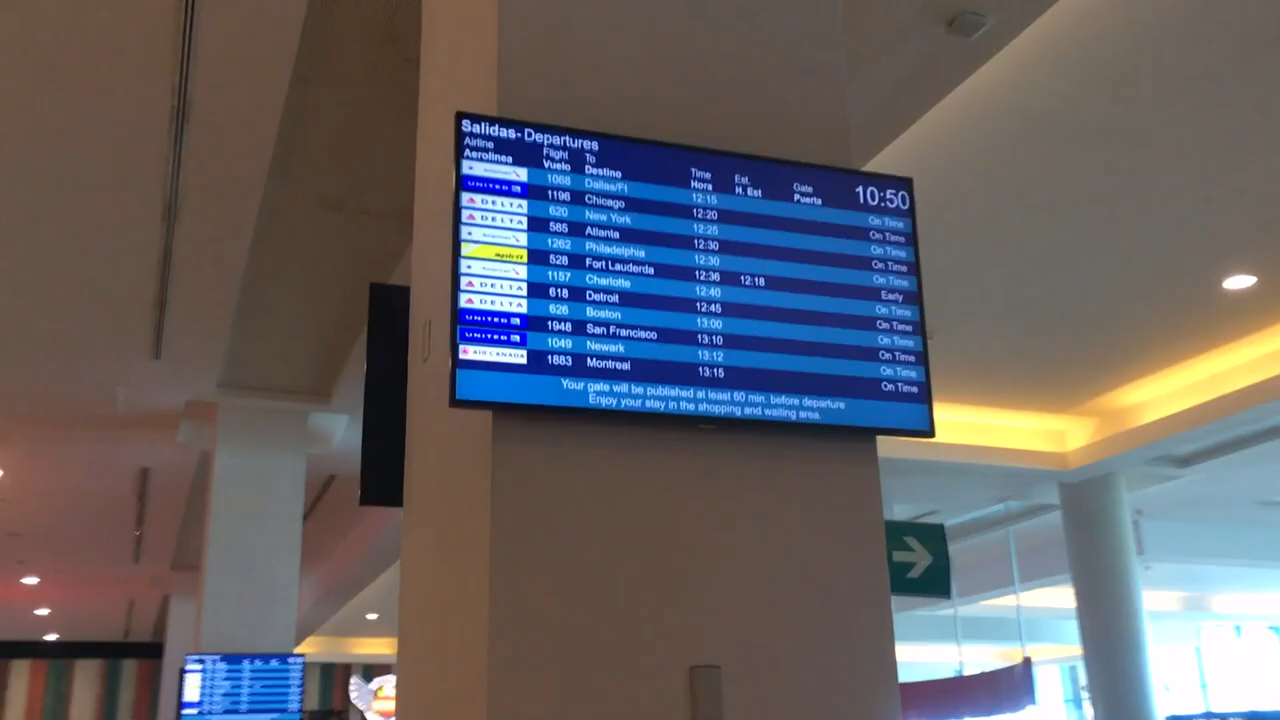 Salidas- Departures
Airline Flight To Time Est. Gate 10:50
Aerolinea Vuelo Destino Hora H. Est Puerta
American 1068 Dallas/Ft 12:15 On Time
UNITED 1196 Chicago 12:20 On Time
DELTA 620 New York 12:25 On Time
DELTA 585 Atlanta 12:30 On Time
American 1262 Philadelphia 12:30 On Time
528 Fort Lauderda 12:36 12:18 Early
American 1157 Charlotte 12:40 On Time
DELTA 618 Detroit 12:45 On Time
DELTA 626 Boston 13:00 On Time
UNITED 1948 San Francisco 13:10 On Time
UNITED 1049 Newark 13:12 On Time
AIR CANADA 1883 Montreal 13:15 On Time
Your gate will be published at least 60 min. before departure
Enjoy your stay in the shopping and waiting area.